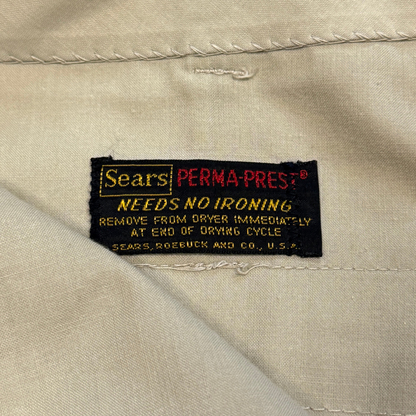 Sears PERMA-PREST®
NEEDS NO IRONING
REMOVE FROM DRYER IMMEDIATELY
AT END OF DRYING CYCLE
SEARS, ROEBUCK AND CO., U.S.A.